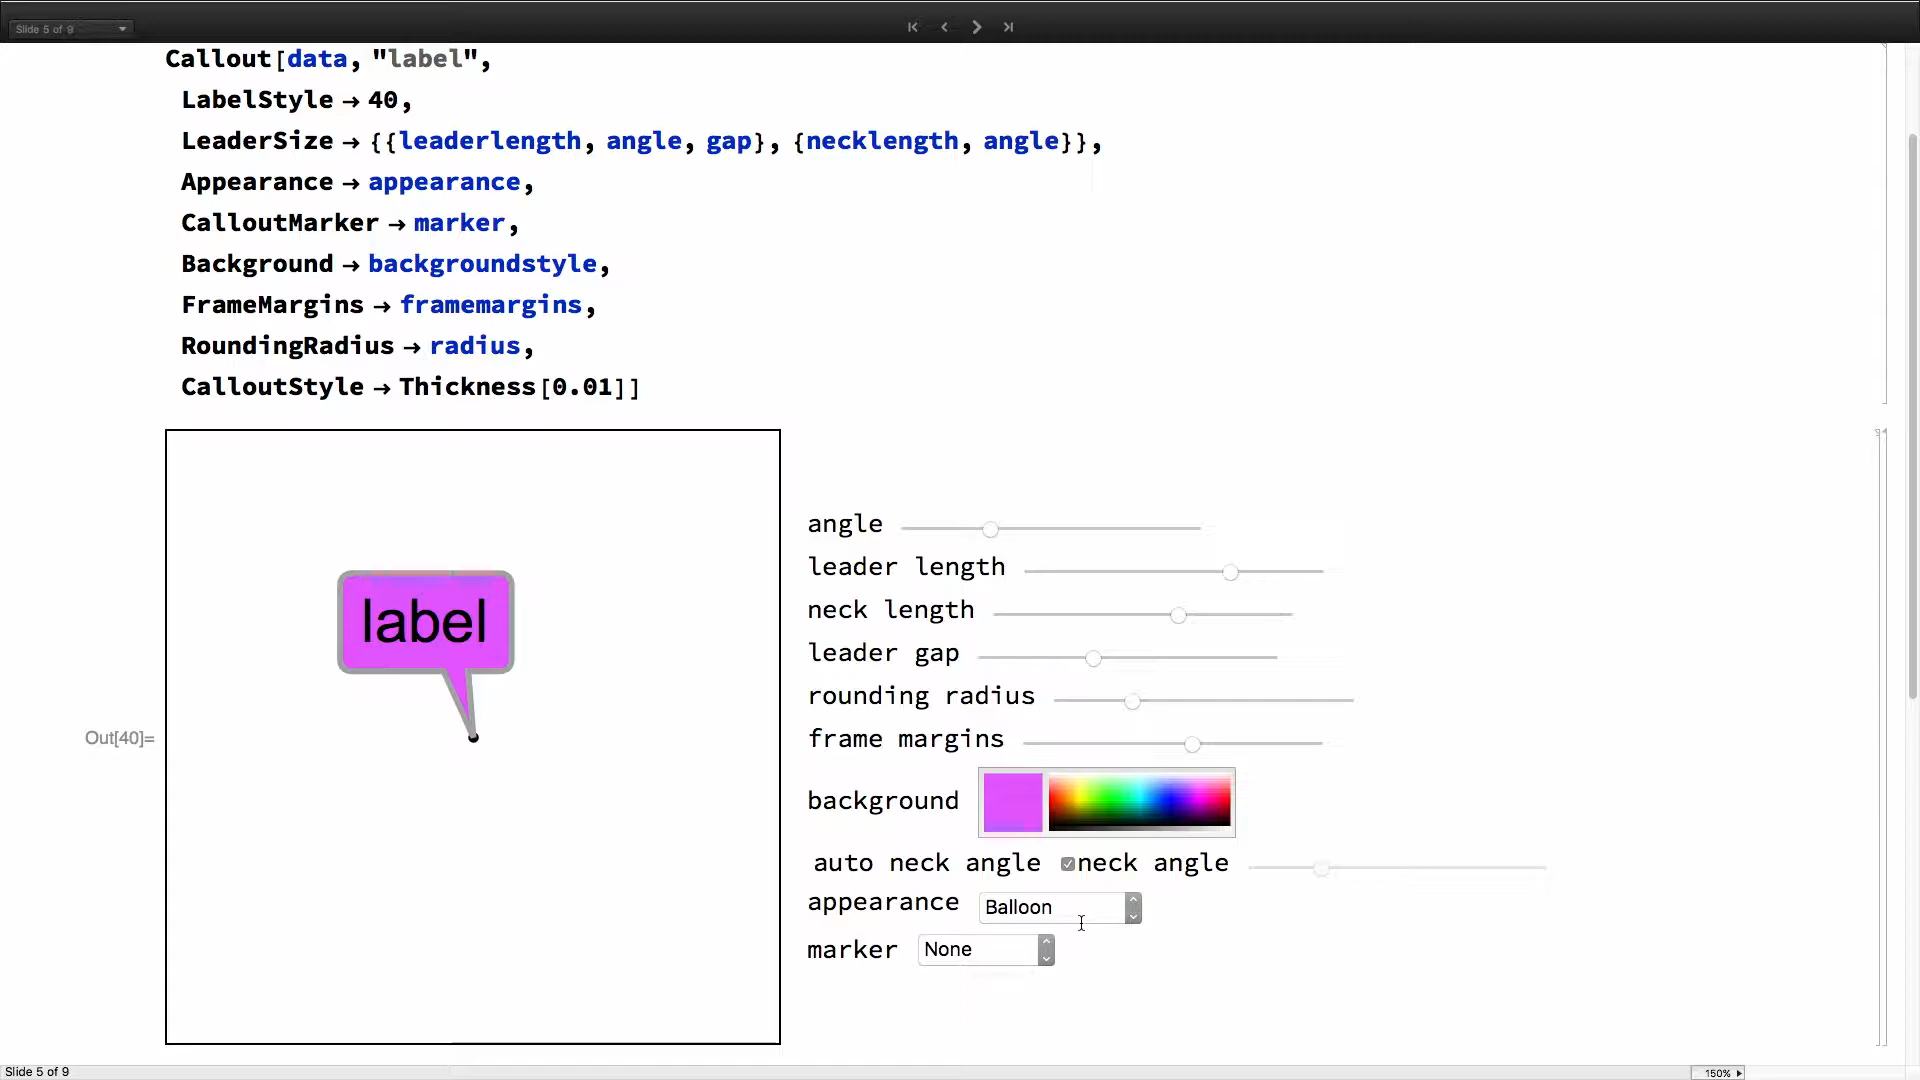 Slide 5 of 9
Callout[data, "label",
LabelStyle → 40,
LeaderSize → {{leaderlength, angle, gap}, {necklength, angle}},
Appearance → appearance,
CalloutMarker → marker,
Background → backgroundstyle,
FrameMargins → framemargins,
RoundingRadius → radius,
CalloutStyle → Thickness[0.01]]
label
Out[40]=
angle
leader length
neck length
leader gap
rounding radius
frame margins
background
auto neck angle neck angle
appearance Balloon
marker None
Slide 5 of 9
150%